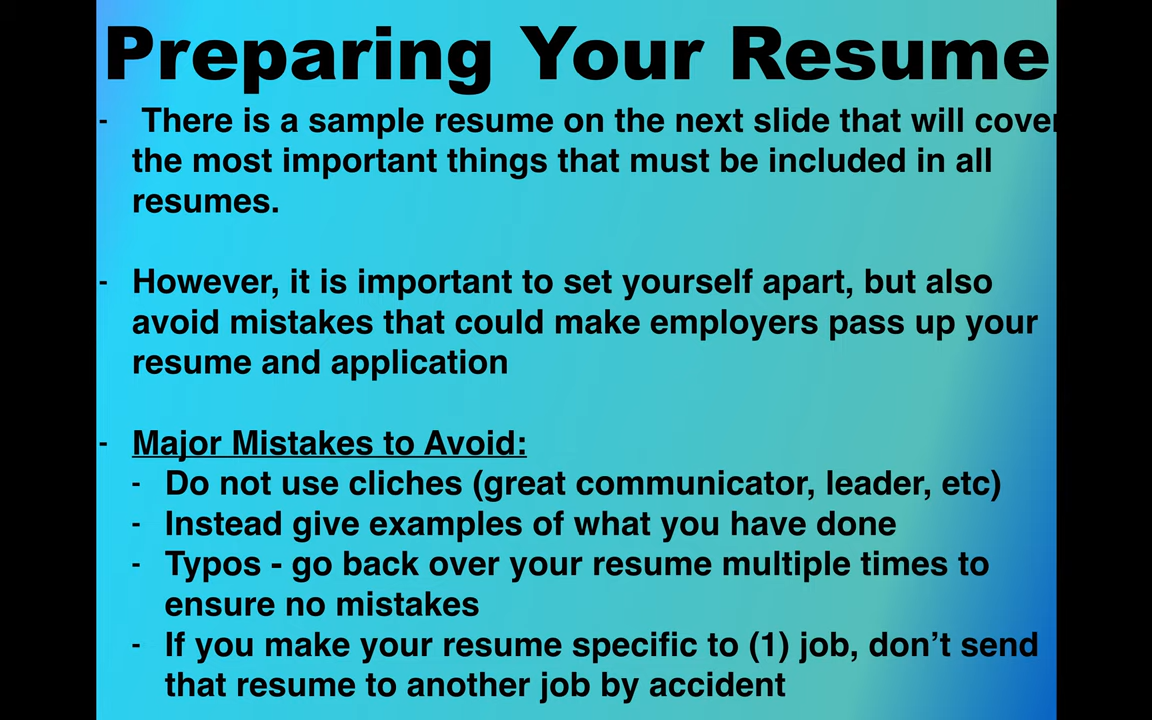 Preparing Your Resume
- There is a sample resume on the next slide that will cover
the most important things that must be included in all
resumes.
- However, it is important to set yourself apart, but also
avoid mistakes that could make employers pass up your
resume and application
- Major Mistakes to Avoid:
- Do not use cliches (great communicator, leader, etc)
- Instead give examples of what you have done
- Typos - go back over your resume multiple times to
ensure no mistakes
- If you make your resume specific to (1) job, don’t send
that resume to another job by accident